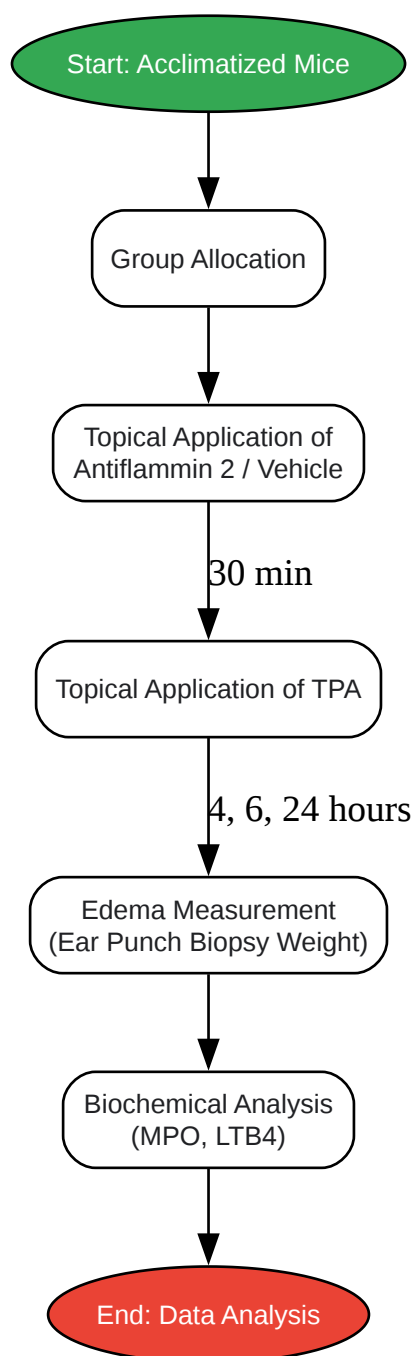 Start: Acclimatized Mice
Group Allocation
Topical Application of
Antiflammin 2 / Vehicle
30 min
Topical Application of TPA
4, 6, 24 hours
Edema Measurement
(Ear Punch Biopsy Weight)
Biochemical Analysis
(MPO, LTB4)
End: Data Analysis